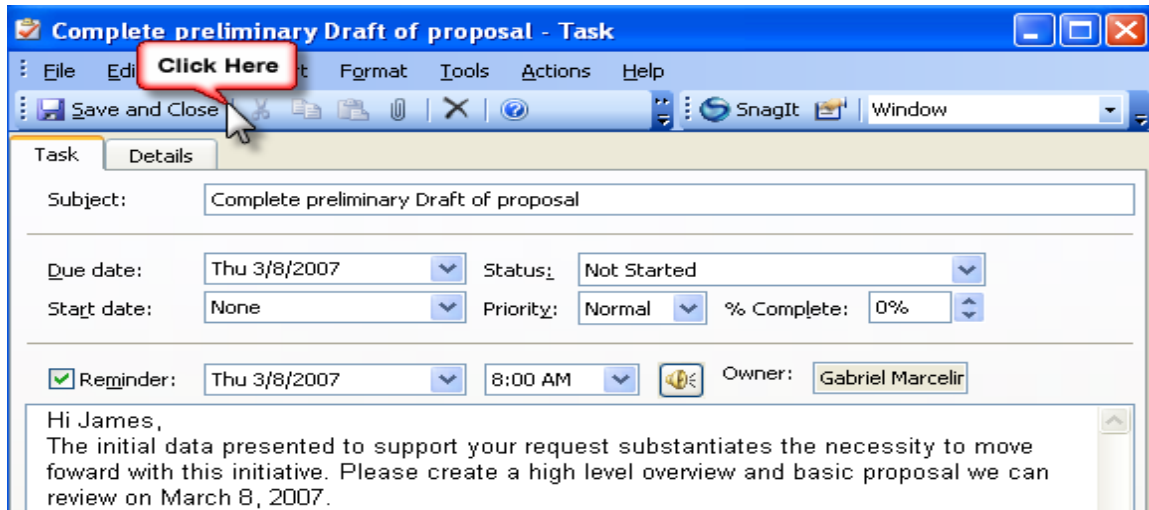 Complete preliminary Draft of proposal - Task
Click Here
File Edi t Format Tools Actions Help
Save and Close SnagIt Window
Task Details
Subject: Complete preliminary Draft of proposal
Due date: Thu 3/8/2007 Status: Not Started
Start date: None Priority: Normal % Complete: 0%
Reminder: Thu 3/8/2007 8:00 AM Owner: Gabriel Marcelin
Hi James,
The initial data presented to support your request substantiates the necessity to move
foward with this initiative. Please create a high level overview and basic proposal we can
review on March 8, 2007.